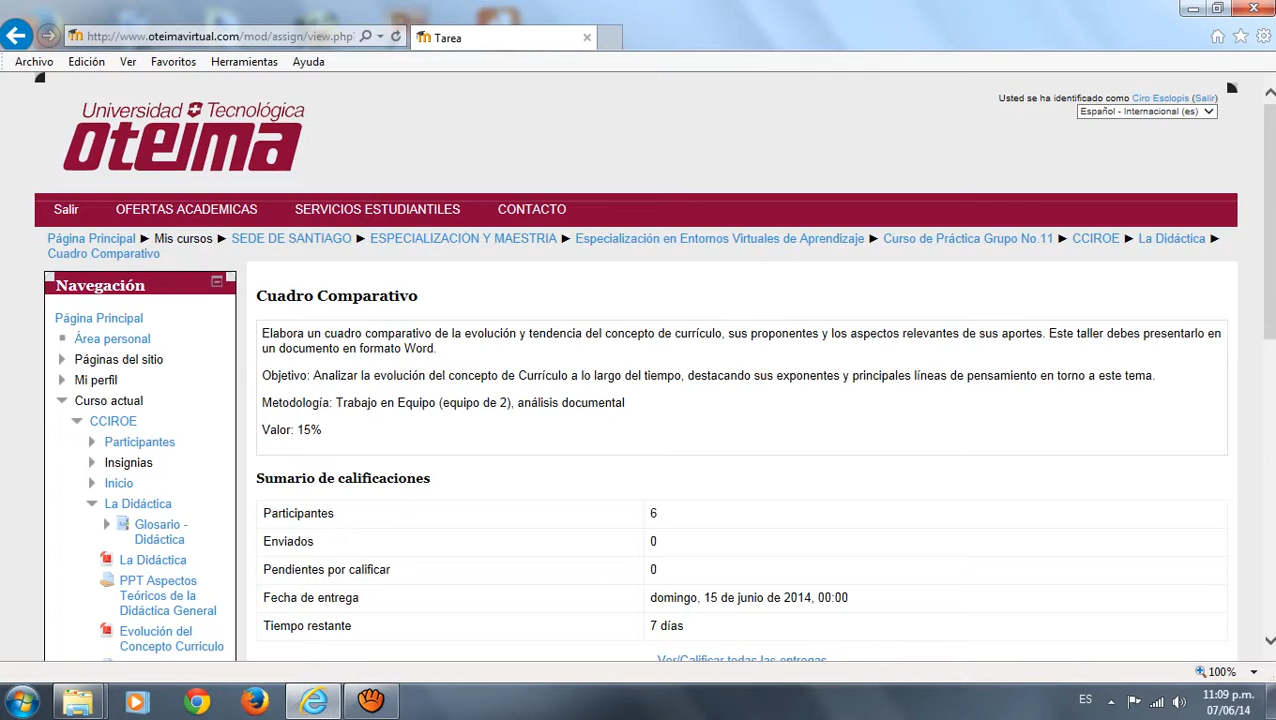 http://www.oteimavirtual.com/mod/assign/view.php?
Tarea
Archivo Edición Ver Favoritos Herramientas Ayuda
Universidad Tecnológica
oteima
Usted se ha identificado como Ciro Esclopis (Salir)
Español - Internacional (es)
Salir OFERTAS ACADEMICAS SERVICIOS ESTUDIANTILES CONTACTO
Página Principal ► Mis cursos ► SEDE DE SANTIAGO ► ESPECIALIZACIÓN Y MAESTRIA ► Especialización en Entornos Virtuales de Aprendizaje ► Curso de Práctica Grupo No.11 ► CCIROE ► La Didáctica ►
Cuadro Comparativo
Navegación
Página Principal
Área personal
Páginas del sitio
Mi perfil
Curso actual
CCIROE
Participantes
Insignias
Inicio
La Didáctica
Glosario -
Didáctica
La Didáctica
PPT Aspectos
Teóricos de la
Didáctica General
Evolución del
Concepto Curriculo
Cuadro Comparativo
Elabora un cuadro comparativo de la evolución y tendencia del concepto de currículo, sus proponentes y los aspectos relevantes de sus aportes. Este taller debes presentarlo en
un documento en formato Word.
Objetivo: Analizar la evolución del concepto de Currículo a lo largo del tiempo, destacando sus exponentes y principales líneas de pensamiento en torno a este tema.
Metodología: Trabajo en Equipo (equipo de 2), análisis documental
Valor: 15%
Sumario de calificaciones
Participantes 6
Enviados 0
Pendientes por calificar 0
Fecha de entrega domingo, 15 de junio de 2014, 00:00
Tiempo restante 7 días
Ver/Calificar todas las entregas
100%
ES
11:09 p.m.
07/06/14